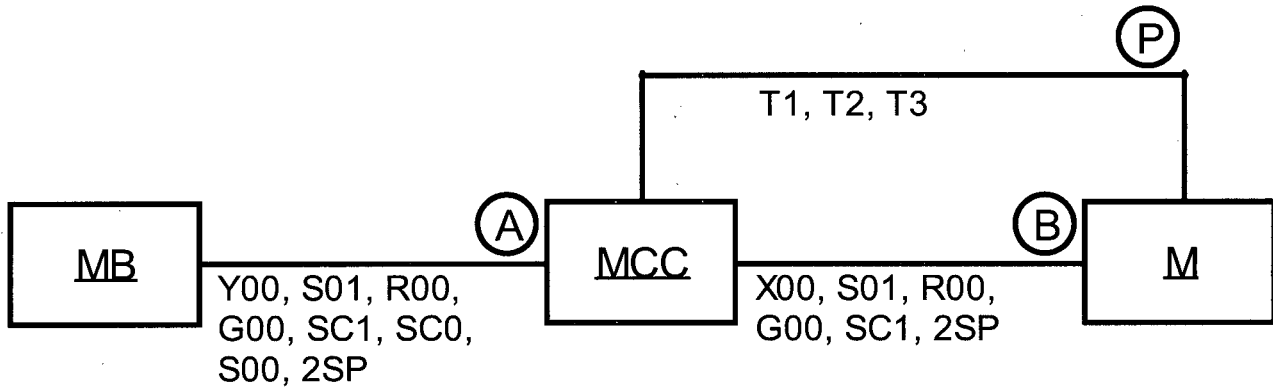 P
T1, T2, T3
A
B
MB
MCC
M
Y00, S01, R00,
G00, SC1, SC0,
S00, 2SP
X00, S01, R00,
G00, SC1, 2SP